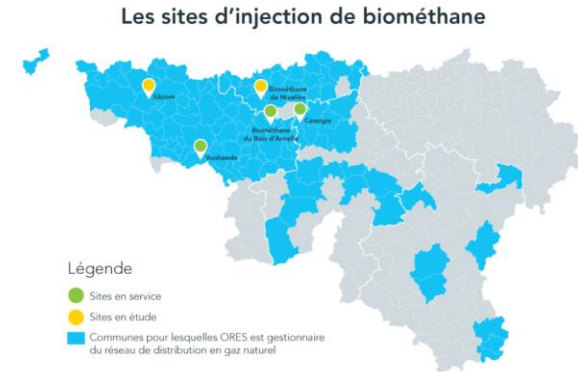 Les sites d'injection de biométhane
Sibiom
Biométhane
de Nivelles
Cinergie
Biométhane
du Bois d'Arnelle
Vanheede
Légende
Sites en service
Sites en étude
Communes pour lesquelles ORES est gestionnaire
du réseau de distribution en gaz naturel